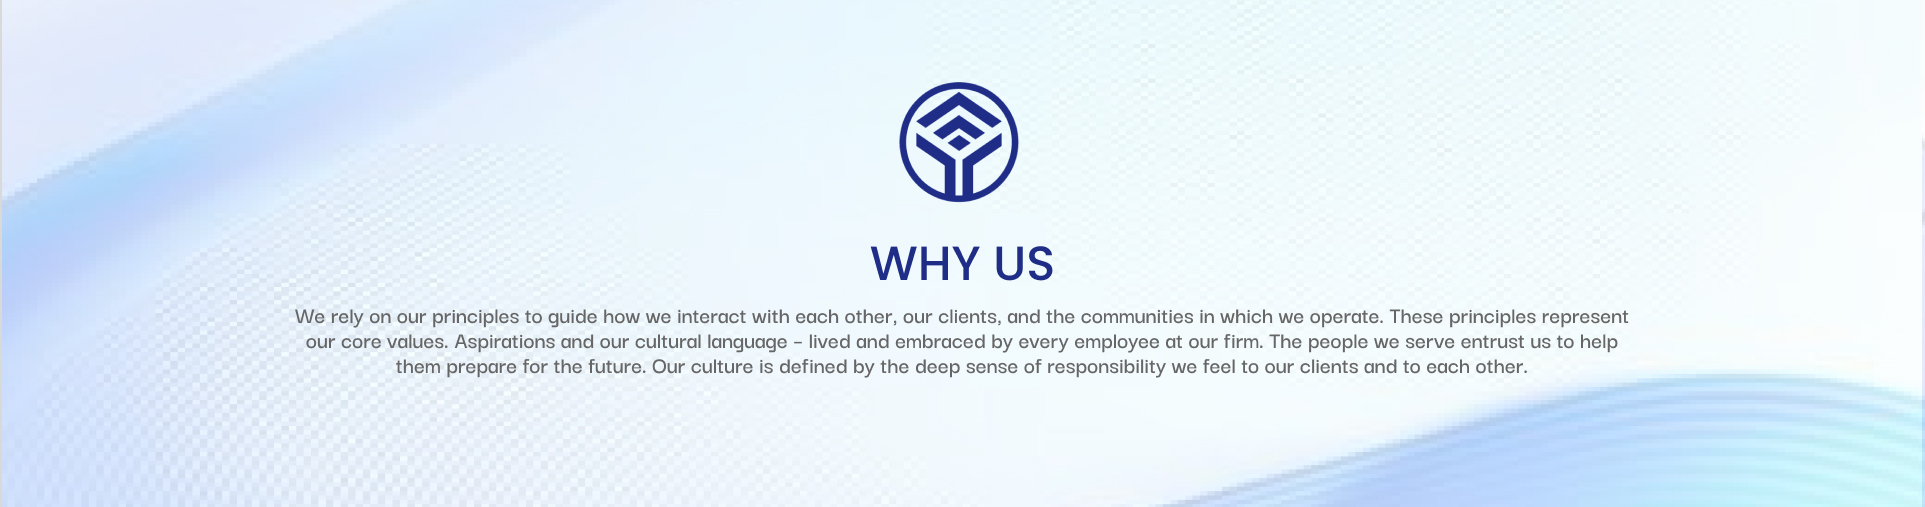 WHY US
We rely on our principles to guide how we interact with each other, our clients, and the communities in which we operate. These principles represent
our core values. Aspirations and our cultural language – lived and embraced by every employee at our firm. The people we serve entrust us to help
them prepare for the future. Our culture is defined by the deep sense of responsibility we feel to our clients and to each other.